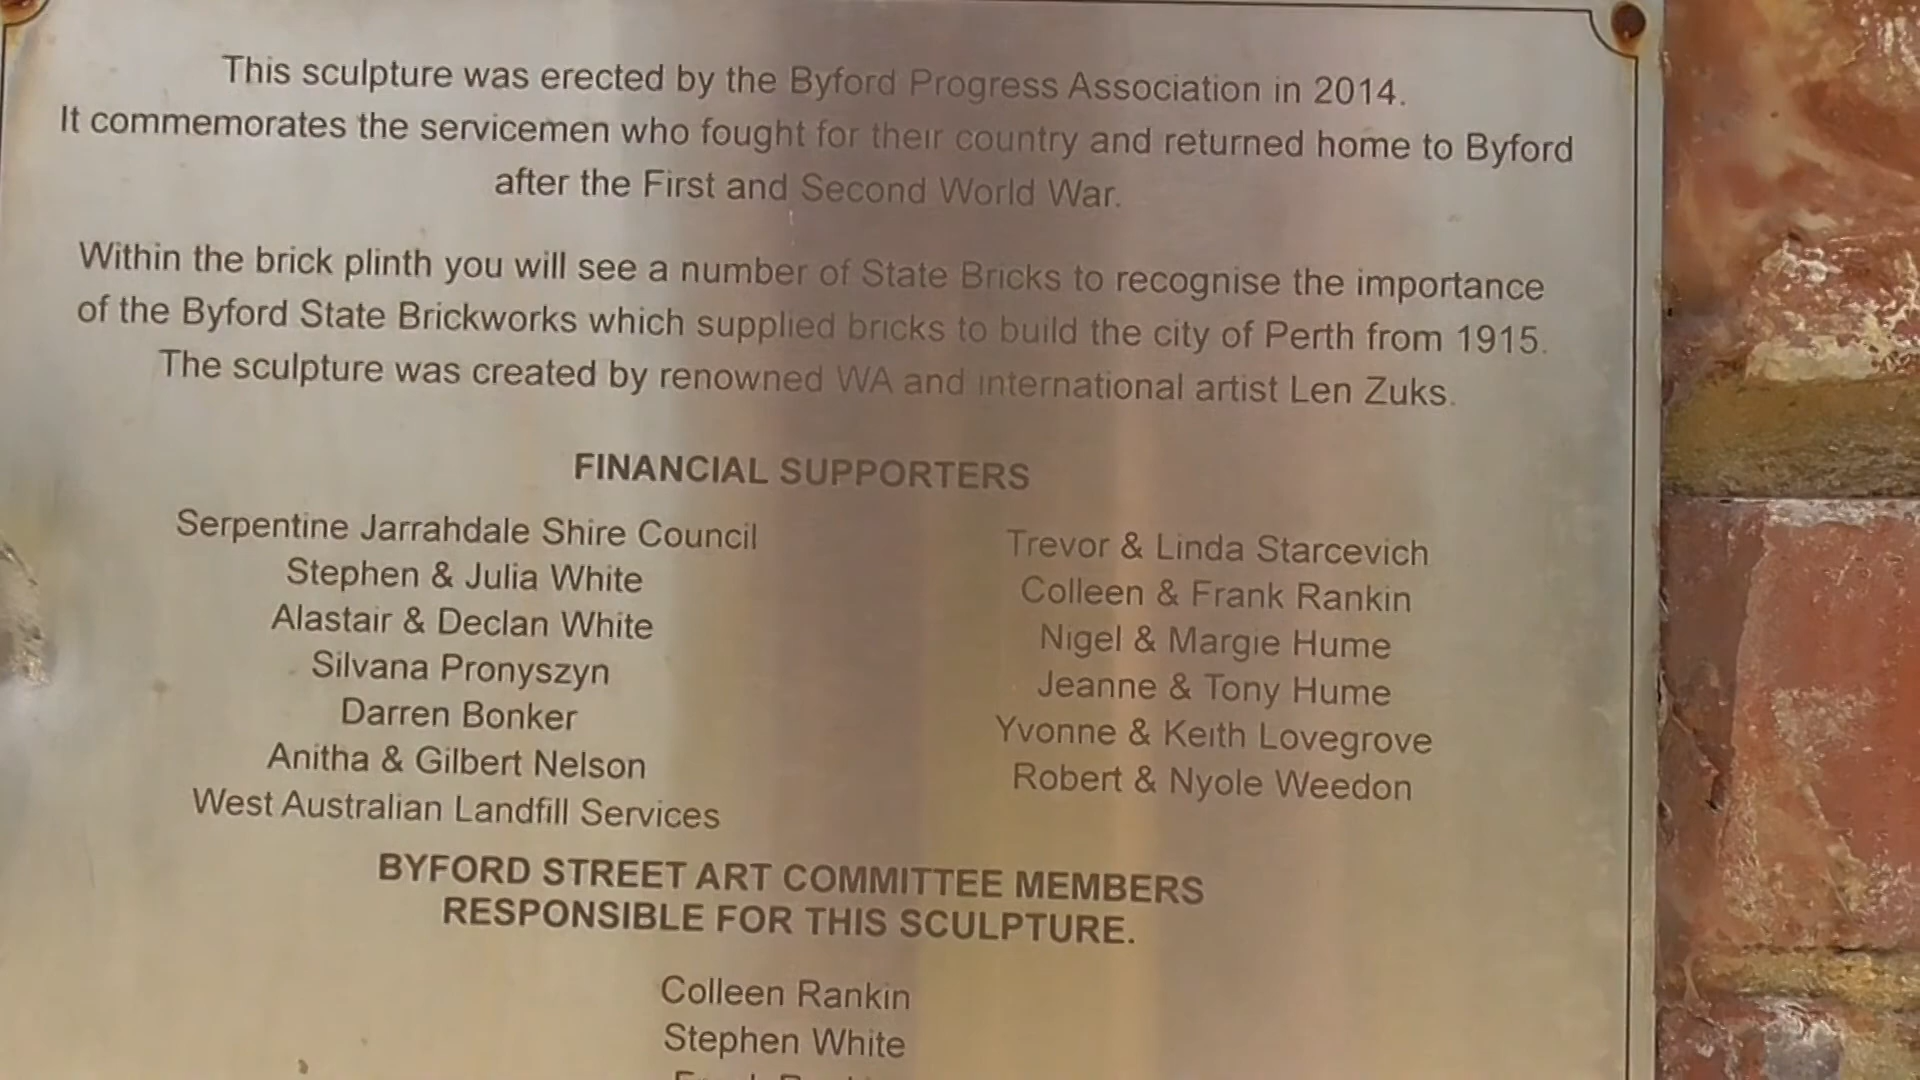 This sculpture was erected by the Byford Progress Association in 2014.
It commemorates the servicemen who fought for their country and returned home to Byford
after the First and Second World War.
Within the brick plinth you will see a number of State Bricks to recognise the importance
of the Byford State Brickworks which supplied bricks to build the city of Perth from 1915.
The sculpture was created by renowned WA and international artist Len Zuks.
FINANCIAL SUPPORTERS
Serpentine Jarrahdale Shire Council
Stephen & Julia White
Alastair & Declan White
Silvana Pronyszyn
Darren Bonker
Anitha & Gilbert Nelson
West Australian Landfill Services
Trevor & Linda Starcevich
Colleen & Frank Rankin
Nigel & Margie Hume
Jeanne & Tony Hume
Yvonne & Keith Lovegrove
Robert & Nyole Weedon
BYFORD STREET ART COMMITTEE MEMBERS
RESPONSIBLE FOR THIS SCULPTURE.
Colleen Rankin
Stephen White